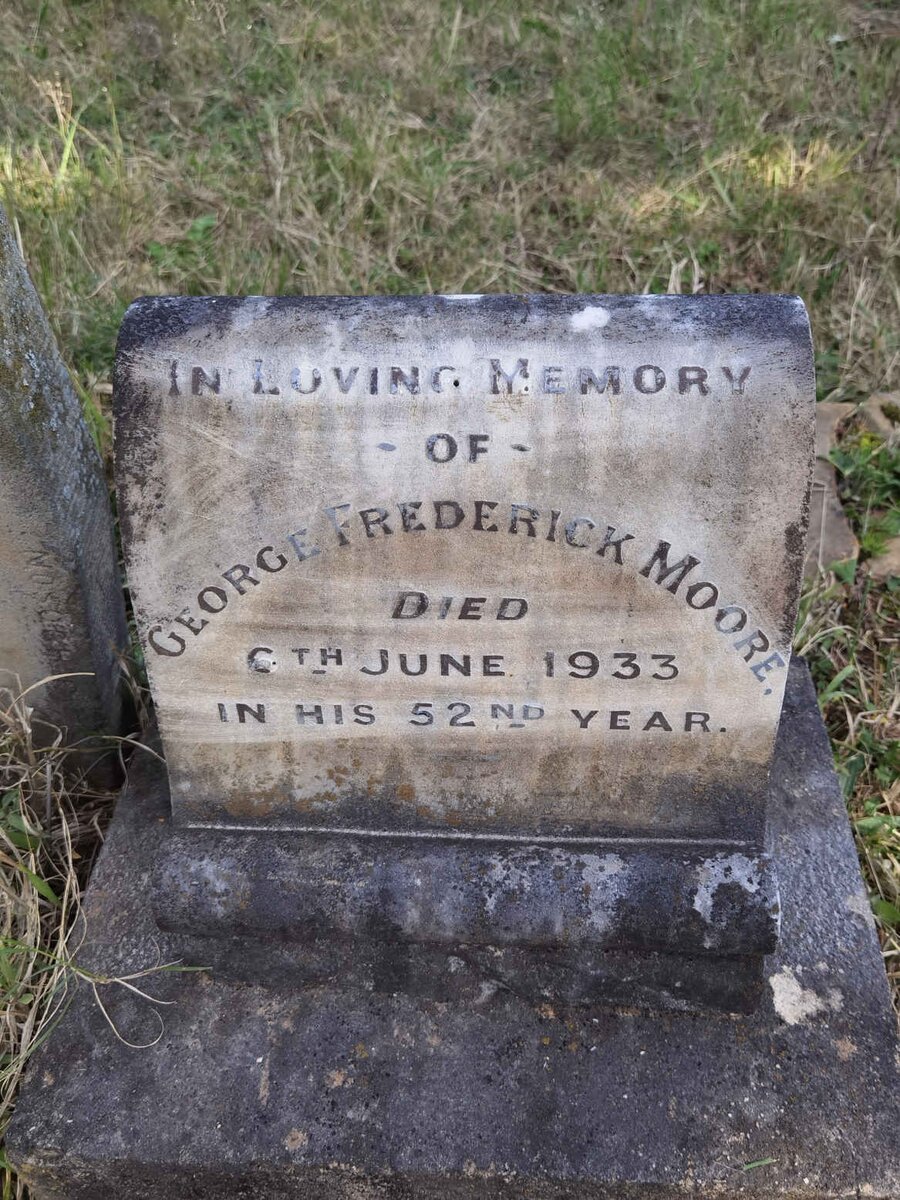 IN LOVING MEMORY
- OF -
GEORGE FREDERICK MOORE,
DIED
6TH JUNE 1933
IN HIS 52ND YEAR.